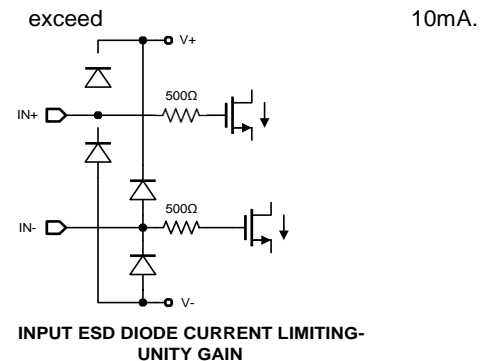 exceed 10mA.
V+
500Ω
IN+
500Ω
IN-
V-
INPUT ESD DIODE CURRENT LIMITING-
UNITY GAIN